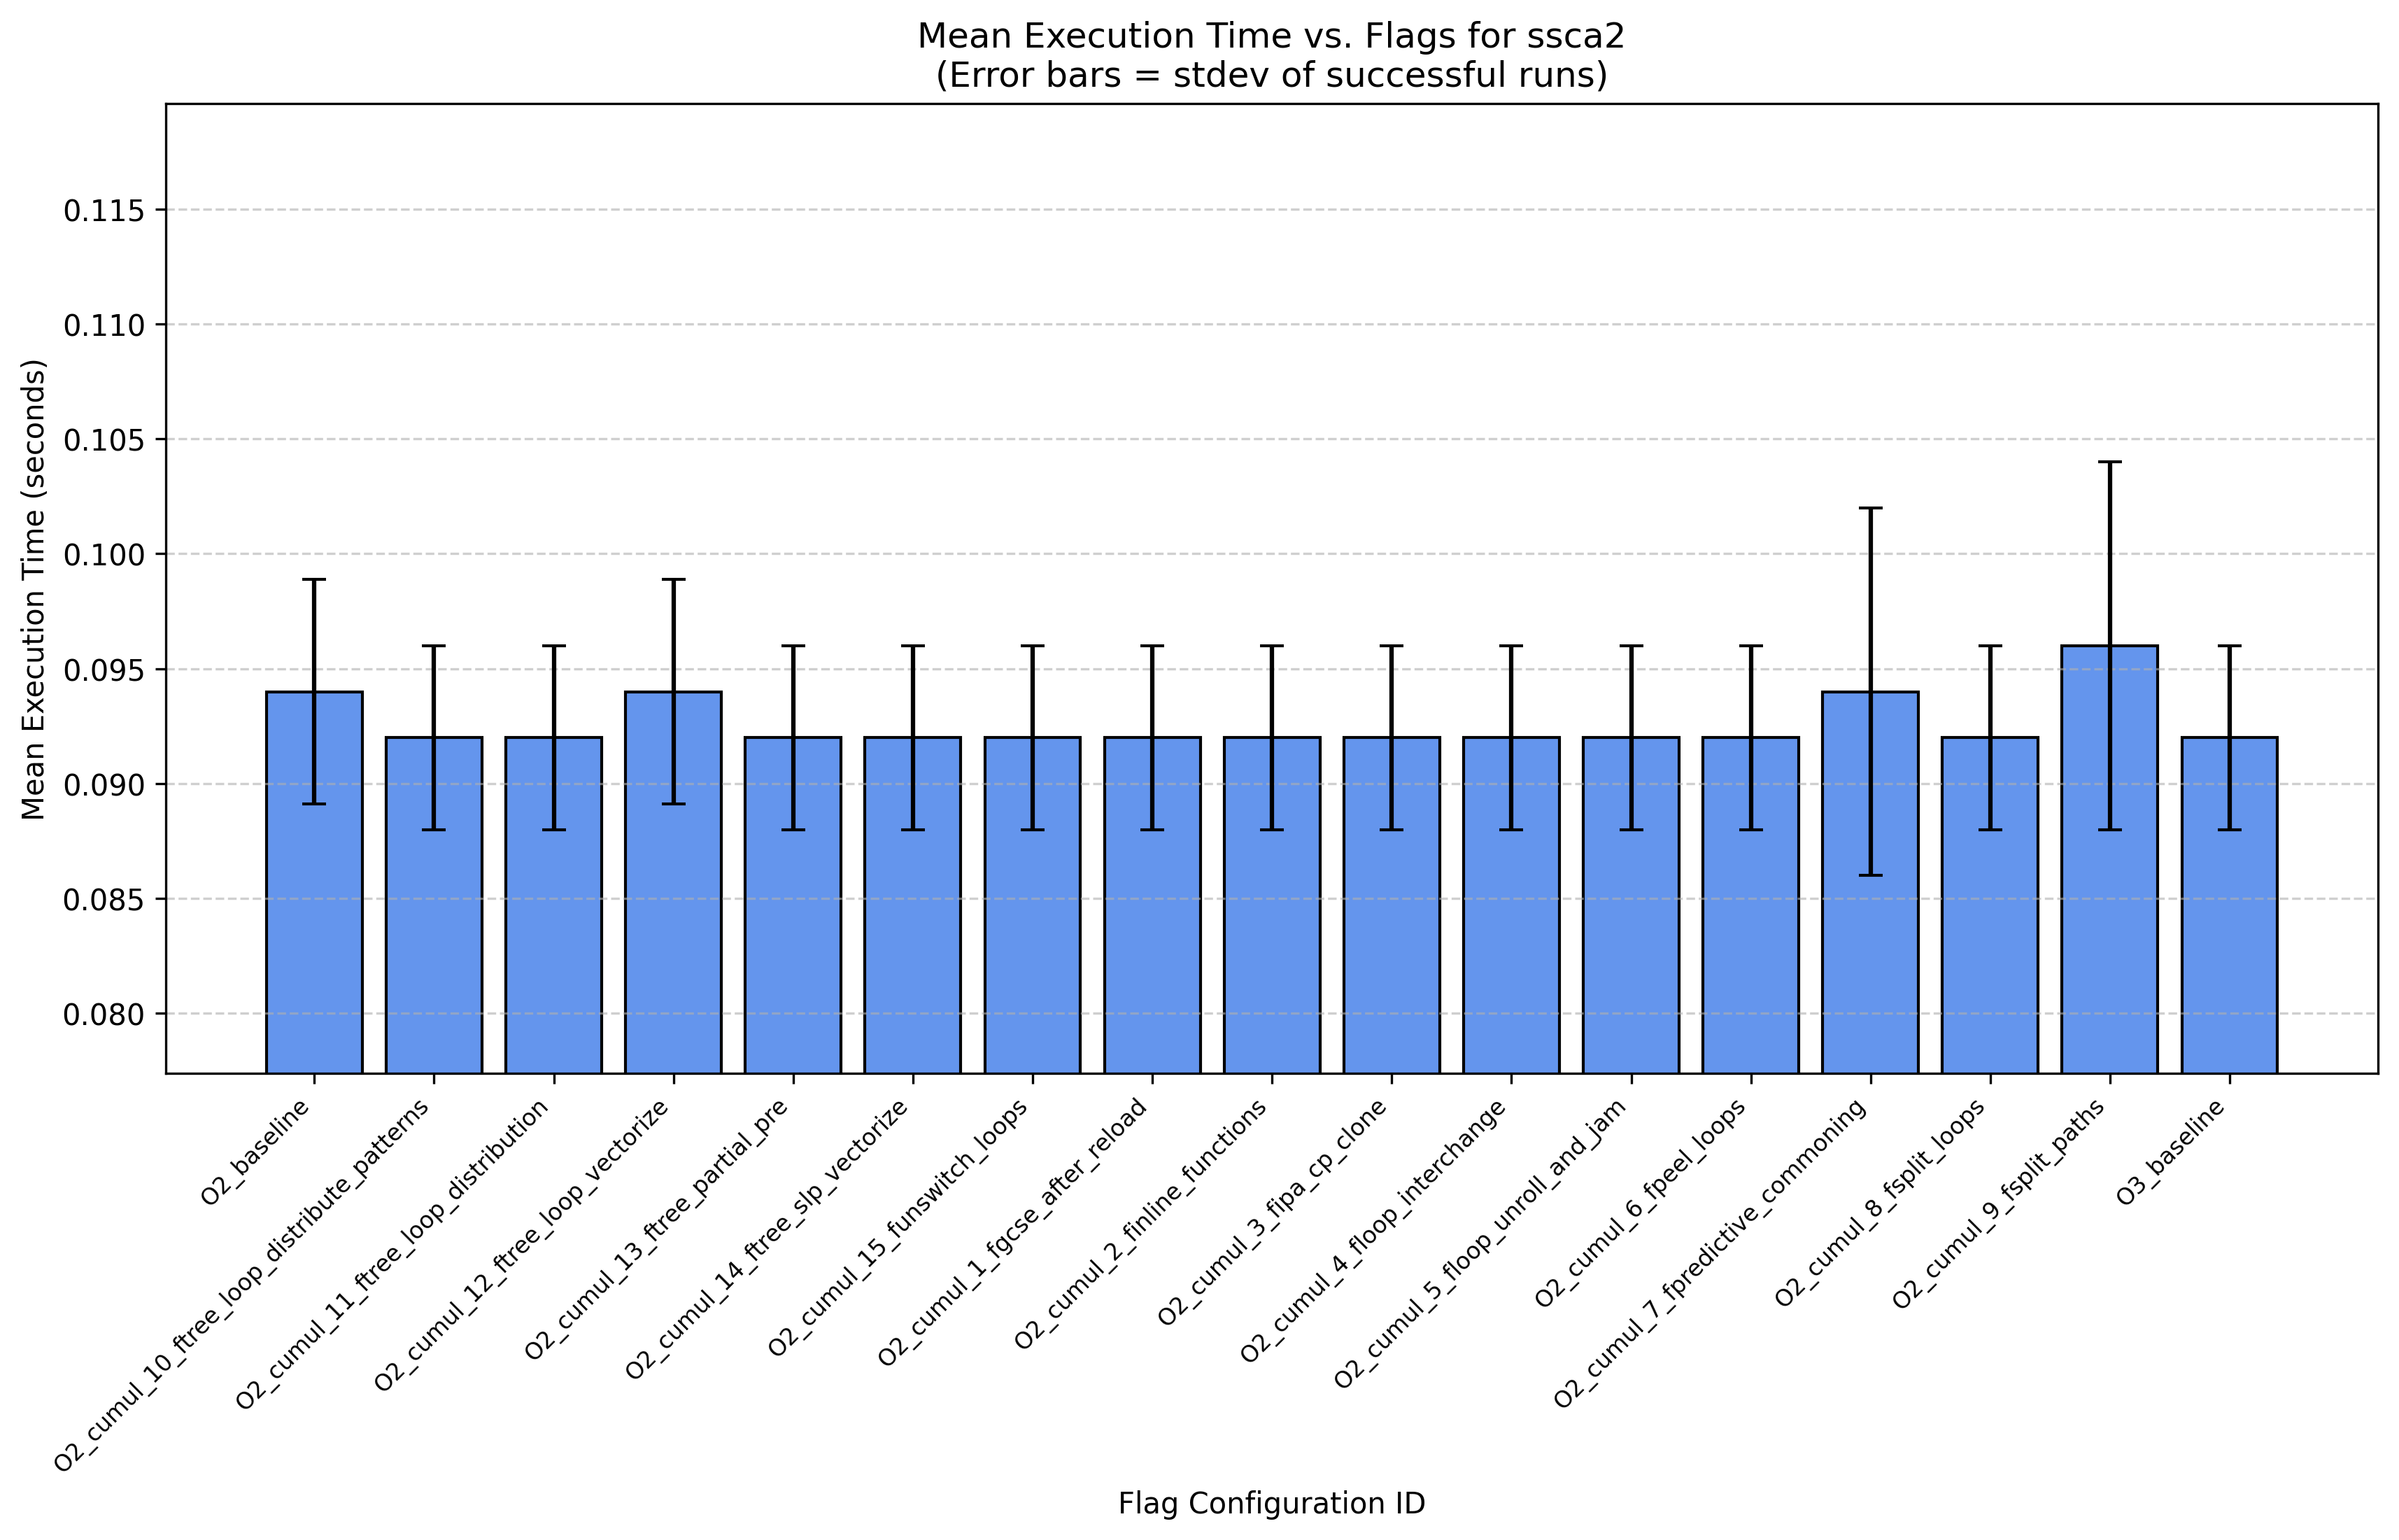 Mean Execution Time vs. Flags for ssca2
(Error bars = stdev of successful runs)
Mean Execution Time (seconds)
0.115
0.110
0.105
0.100
0.095
0.090
0.085
0.080
O2_baseline
O2_cumul_10_ftree_loop_distribute_patterns
O2_cumul_11_ftree_loop_distribution
O2_cumul_12_ftree_loop_vectorize
O2_cumul_13_ftree_partial_pre
O2_cumul_14_ftree_slp_vectorize
O2_cumul_15_funswitch_loops
O2_cumul_1_fgcse_after_reload
O2_cumul_2_finline_functions
O2_cumul_3_fipa_cp_clone
O2_cumul_4_floop_interchange
O2_cumul_5_floop_unroll_and_jam
O2_cumul_6_fpeel_loops
O2_cumul_7_fpredictive_commoning
O2_cumul_8_fsplit_loops
O2_cumul_9_fsplit_paths
O3_baseline
Flag Configuration ID